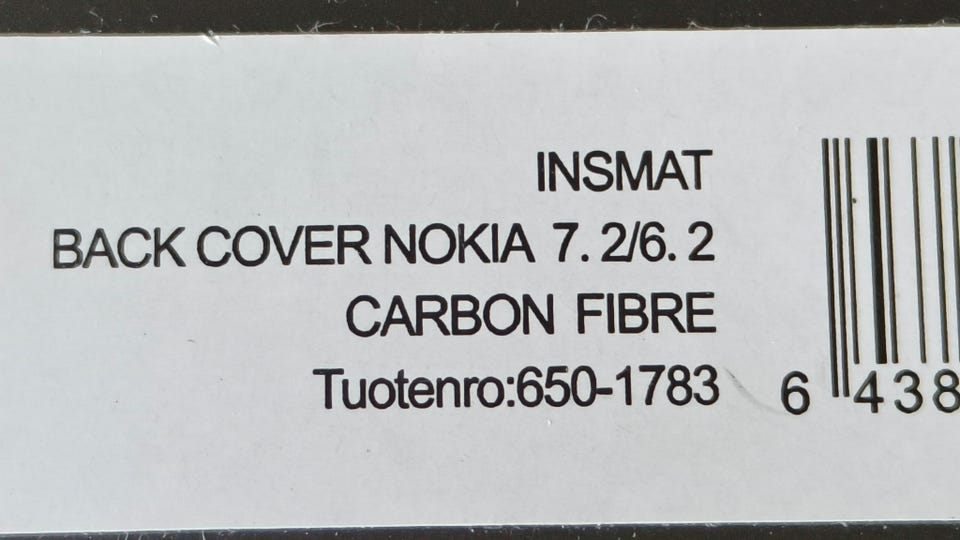 INSMAT
BACK COVER NOKIA 7.2/6.2
CARBON FIBRE
Tuotenro:650-1783
6 438